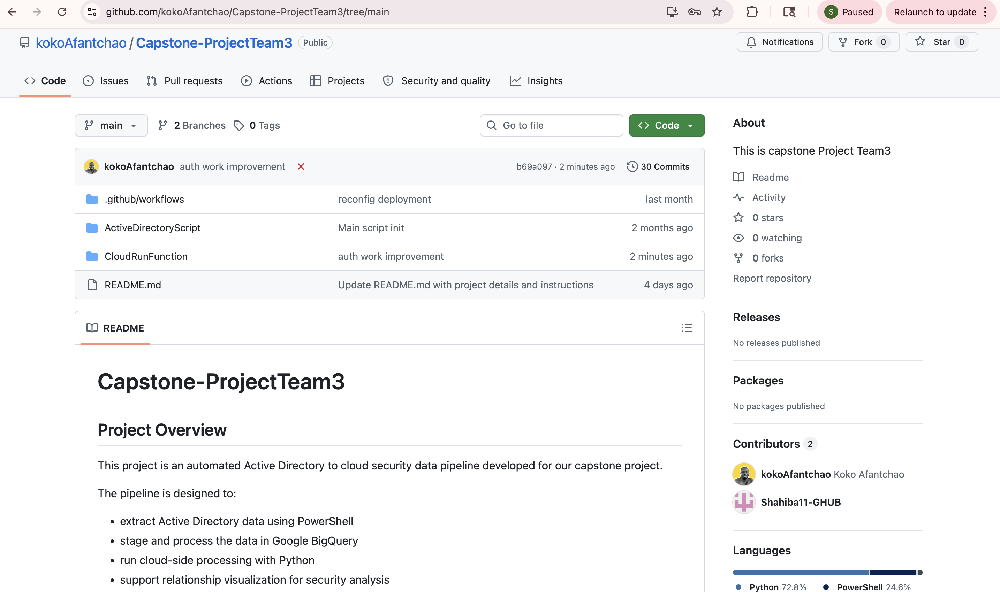 github.com/kokoAfantchao/Capstone-ProjectTeam3/tree/main
S Paused
Relaunch to update
kokoAfantchao / Capstone-ProjectTeam3 Public
Notifications
Fork 0
Star 0
Code
Issues
Pull requests
Actions
Projects
Security and quality
Insights
main
2 Branches
0 Tags
Go to file
Code
kokoAfantchao auth work improvement
b69a097 · 2 minutes ago
30 Commits
.github/workflows reconfig deployment last month
ActiveDirectoryScript Main script init 2 months ago
CloudRunFunction auth work improvement 2 minutes ago
README.md Update README.md with project details and instructions 4 days ago
README
Capstone-ProjectTeam3
Project Overview
This project is an automated Active Directory to cloud security data pipeline developed for our capstone project.
The pipeline is designed to:
• extract Active Directory data using PowerShell
• stage and process the data in Google BigQuery
• run cloud-side processing with Python
• support relationship visualization for security analysis
About
This is capstone Project Team3
Readme
Activity
0 stars
0 watching
0 forks
Report repository
Releases
No releases published
Packages
No packages published
Contributors 2
kokoAfantchao Koko Afantchao
Shahiba11-GHUB
Languages
Python 72.8%
PowerShell 24.6%